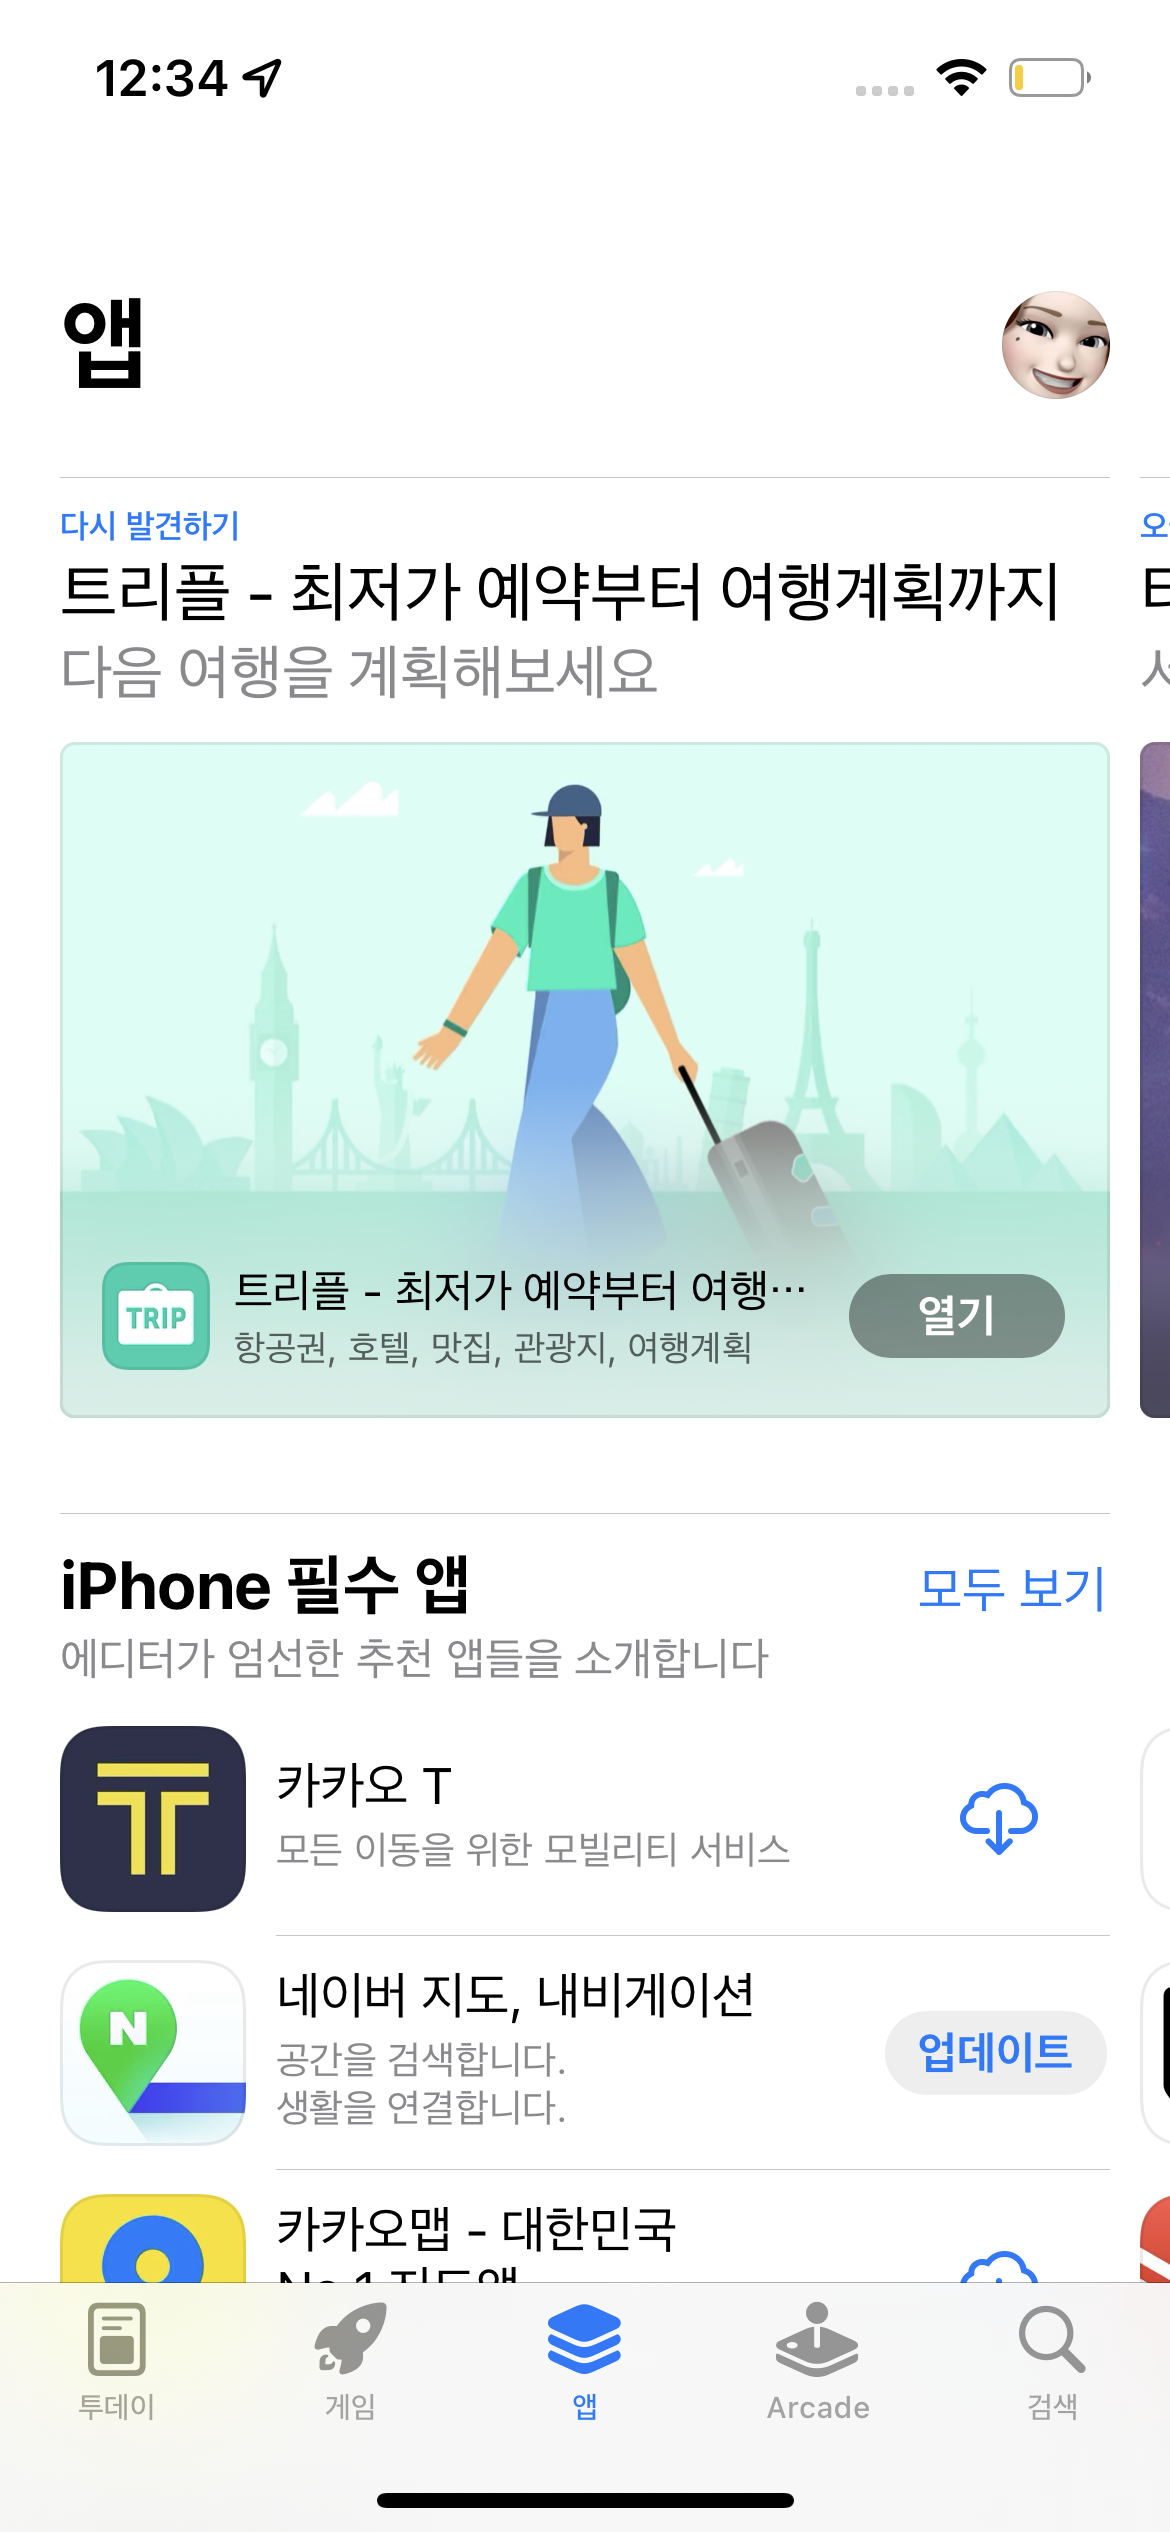 12:34
앱
다시 발견하기
트리플 - 최저가 예약부터 여행계획까지
다음 여행을 계획해보세요
TRIP
트리플 - 최저가 예약부터 여행…
항공권, 호텔, 맛집, 관광지, 여행계획
열기
iPhone 필수 앱
모두 보기
에디터가 엄선한 추천 앱들을 소개합니다
카카오 T
모든 이동을 위한 모빌리티 서비스
N
네이버 지도, 내비게이션
공간을 검색합니다.
생활을 연결합니다.
업데이트
카카오맵 - 대한민국
No.1 지도앱
투데이
게임
앱
Arcade
검색